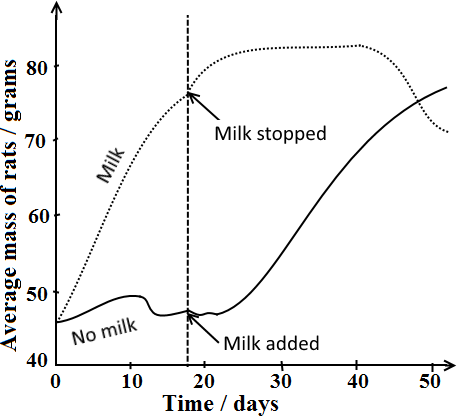 Average mass of rats / grams
80
70
60
50
40
Milk
Milk stopped
No milk
Milk added
0 10 20 30 40 50
Time / days